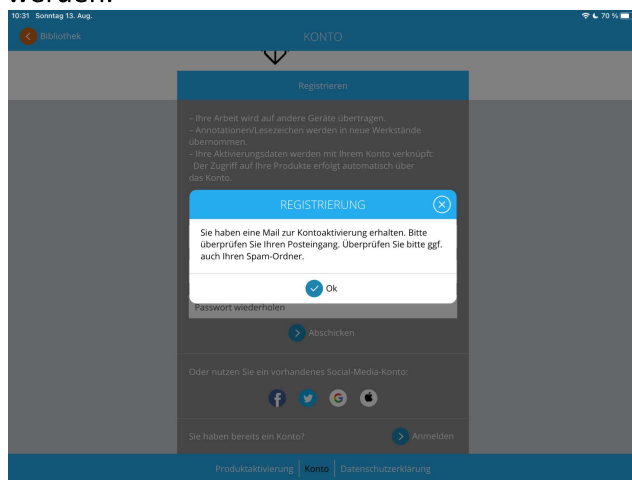 werden.
10:31 Sonntag 13. Aug.
70 %
Bibliothek
KONTO
Registrieren
– Ihre Arbeit wird auf andere Geräte übertragen.
– Annotationen/Lesezeichen werden in neue Werkstände
übernommen.
– Ihre Aktivierungsdaten werden mit Ihrem Konto verknüpft:
Der Zugriff auf Ihre Produkte erfolgt automatisch über
das Konto.
REGISTRIERUNG
Sie haben eine Mail zur Kontoaktivierung erhalten. Bitte
überprüfen Sie Ihren Posteingang. Überprüfen Sie bitte ggf.
auch Ihren Spam-Ordner.
Ok
Passwort wiederholen
Abschicken
Oder nutzen Sie ein vorhandenes Social-Media-Konto:
Sie haben bereits ein Konto?
Anmelden
Produktaktivierung | Konto | Datenschutzerklärung